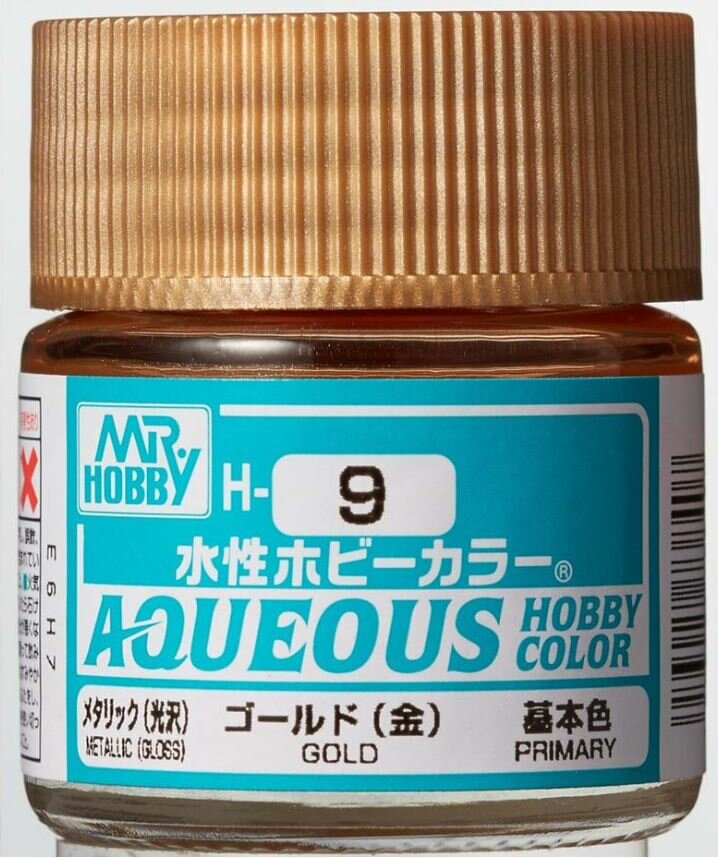 MR.
HOBBY
H-9
水性ホビーカラー®
AQUEOUS HOBBY COLOR
メタリック(光沢)
METALLIC (GLOSS)
ゴールド(金)
GOLD
基本色
PRIMARY
E6H7